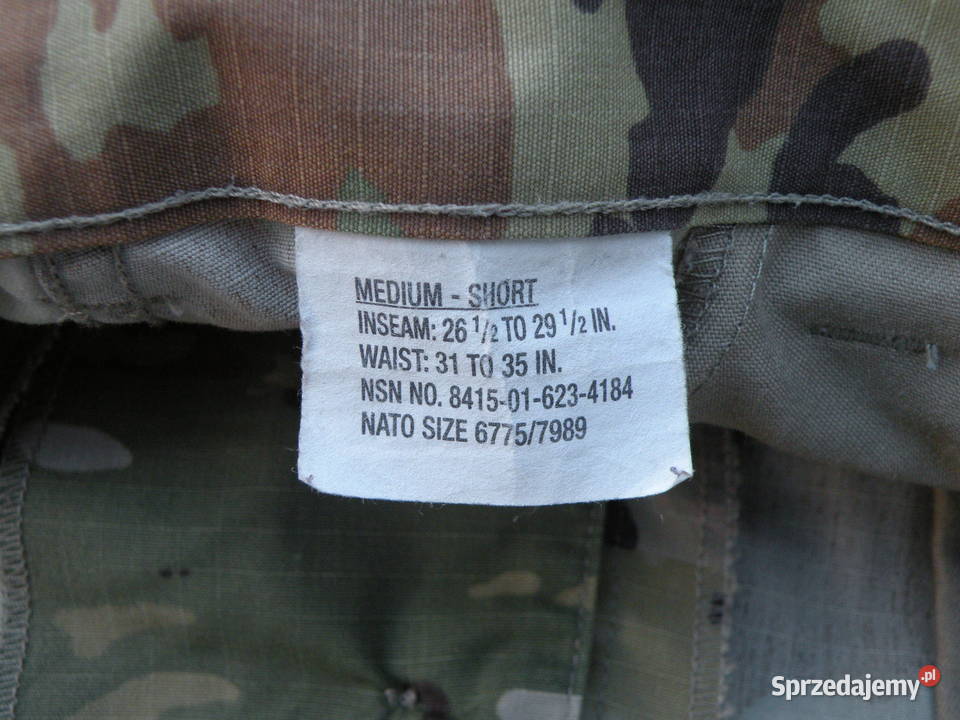 MEDIUM - SHORT
INSEAM: 26 1/2 TO 29 1/2 IN.
WAIST: 31 TO 35 IN.
NSN NO. 8415-01-623-4184
NATO SIZE 6775/7989
Sprzedajemy.pl